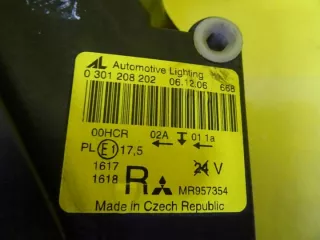 AL Automotive Lighting
0 301 208 202 06.12.06 668
00HCR 02A 01 1a
PL E1 17.5
1617 24 V
1618 R MR957354
Made in Czech Republic